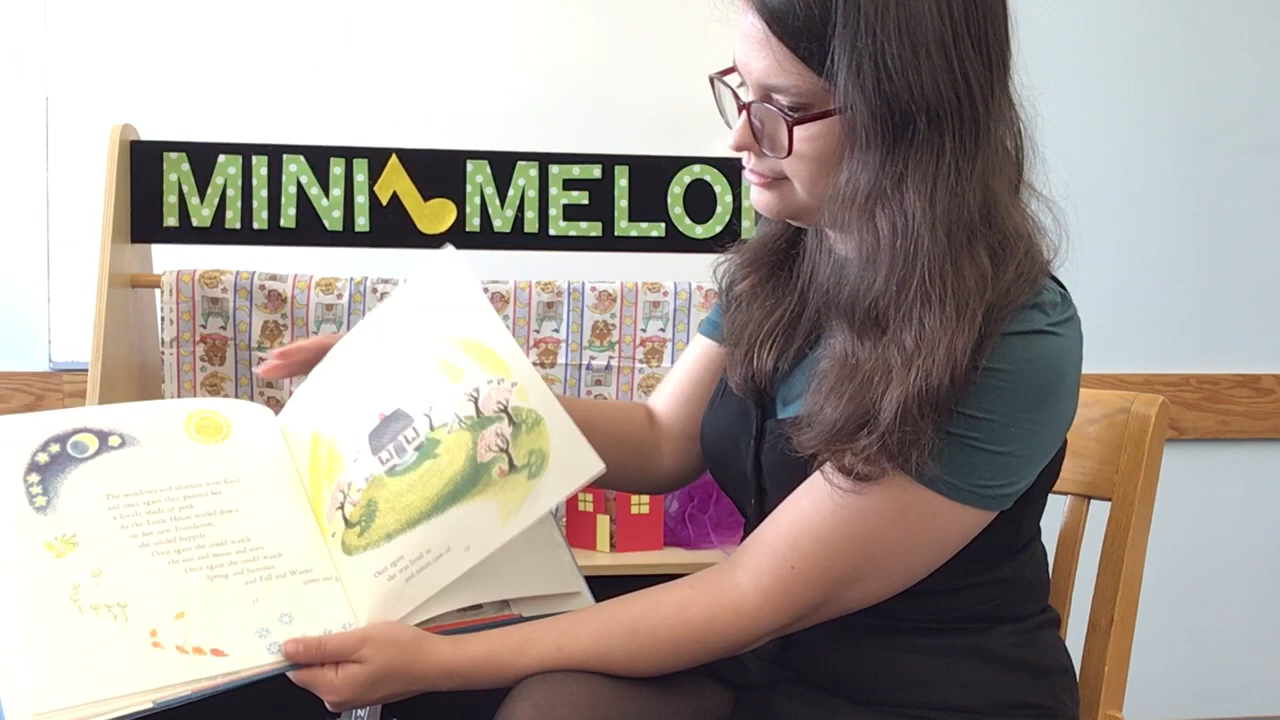 MINI MELO
The windows and shutters were fixed
and once again they painted her
a lovely shade of pink.
As the Little House settled down
on her new foundation,
she smiled happily.
Once again she could watch
the sun and moon and stars.
Once again she could watch
Spring and Summer
and Fall and Winter
come and
Once again
she was lived in
and taken care of.